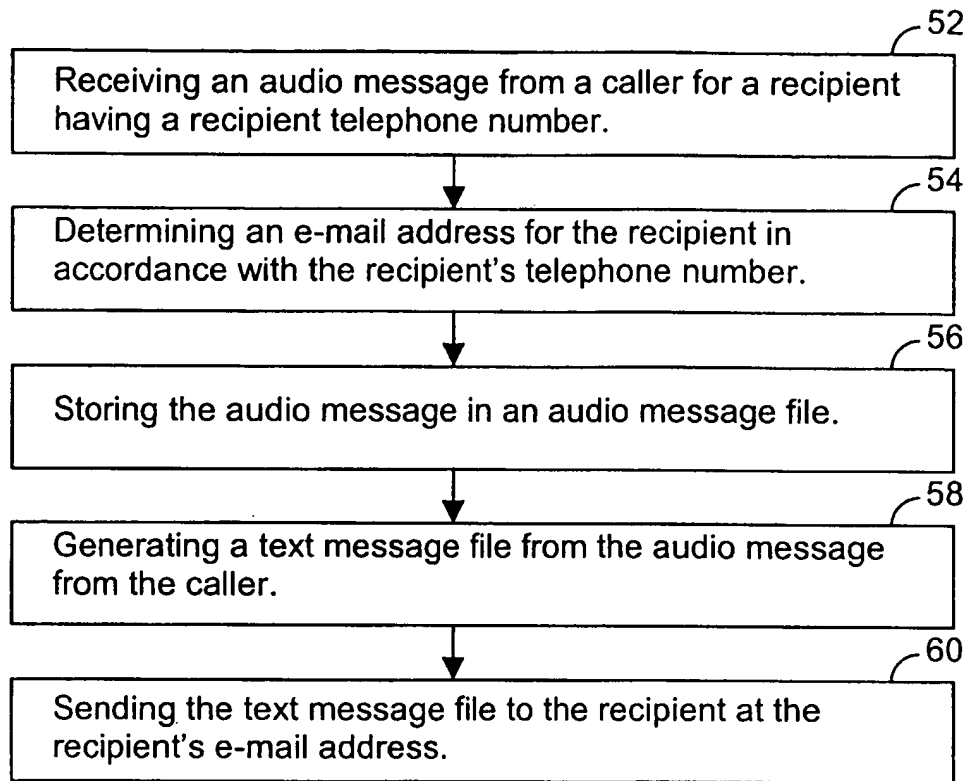 52
Receiving an audio message from a caller for a recipient
having a recipient telephone number.
54
Determining an e-mail address for the recipient in
accordance with the recipient's telephone number.
56
Storing the audio message in an audio message file.
58
Generating a text message file from the audio message
from the caller.
60
Sending the text message file to the recipient at the
recipient's e-mail address.